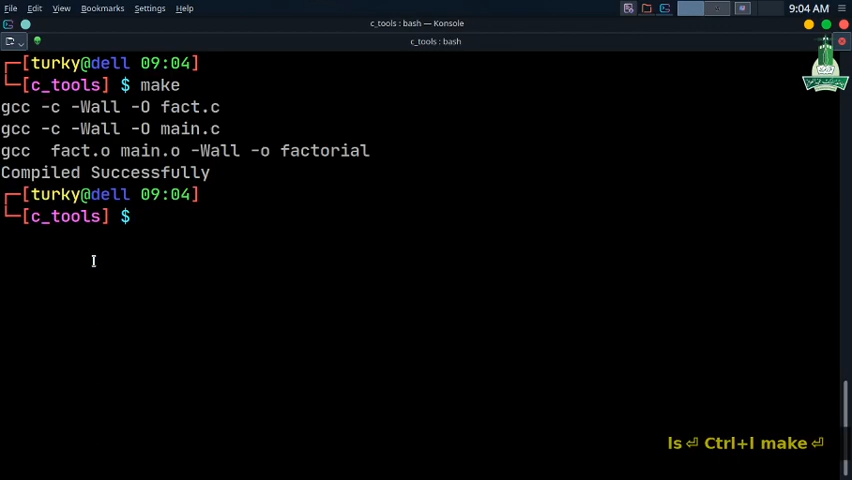 File Edit View Bookmarks Settings Help
9:04 AM
c_tools : bash — Konsole
c_tools : bash
┌─[turky@dell 09:04]
└─[c_tools] $ make
gcc -c -Wall -O fact.c
gcc -c -Wall -O main.c
gcc  fact.o main.o -Wall -o factorial
Compiled Successfully
┌─[turky@dell 09:04]
└─[c_tools] $
ls⏎ Ctrl+l make⏎